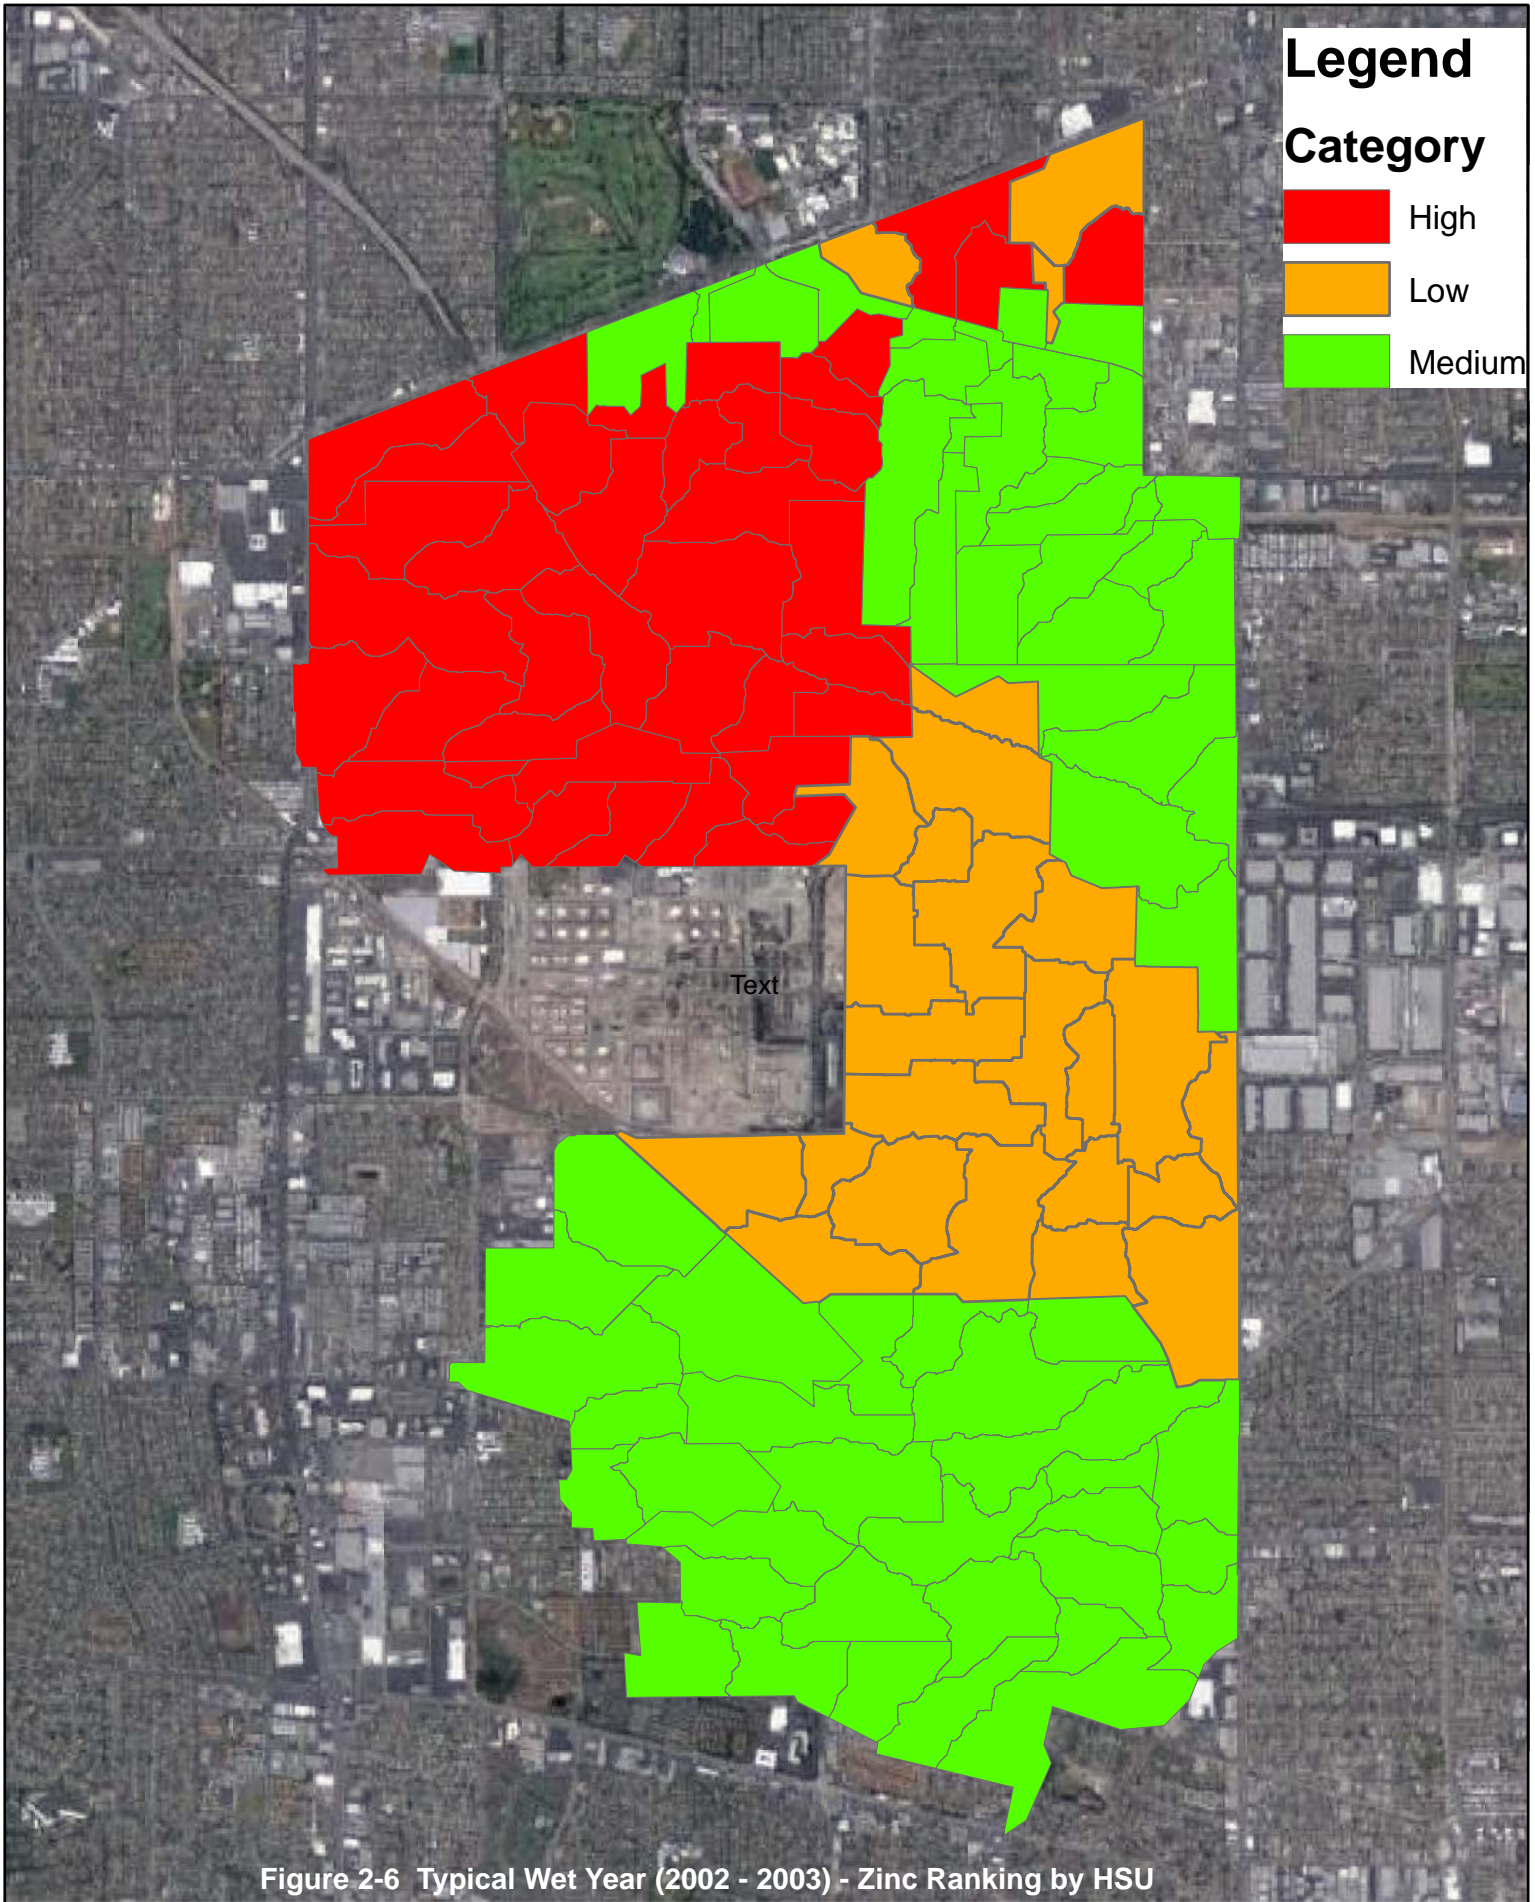 Legend
Category
High
Low
Medium
Text
Figure 2-6 Typical Wet Year (2002 - 2003) - Zinc Ranking by HSU